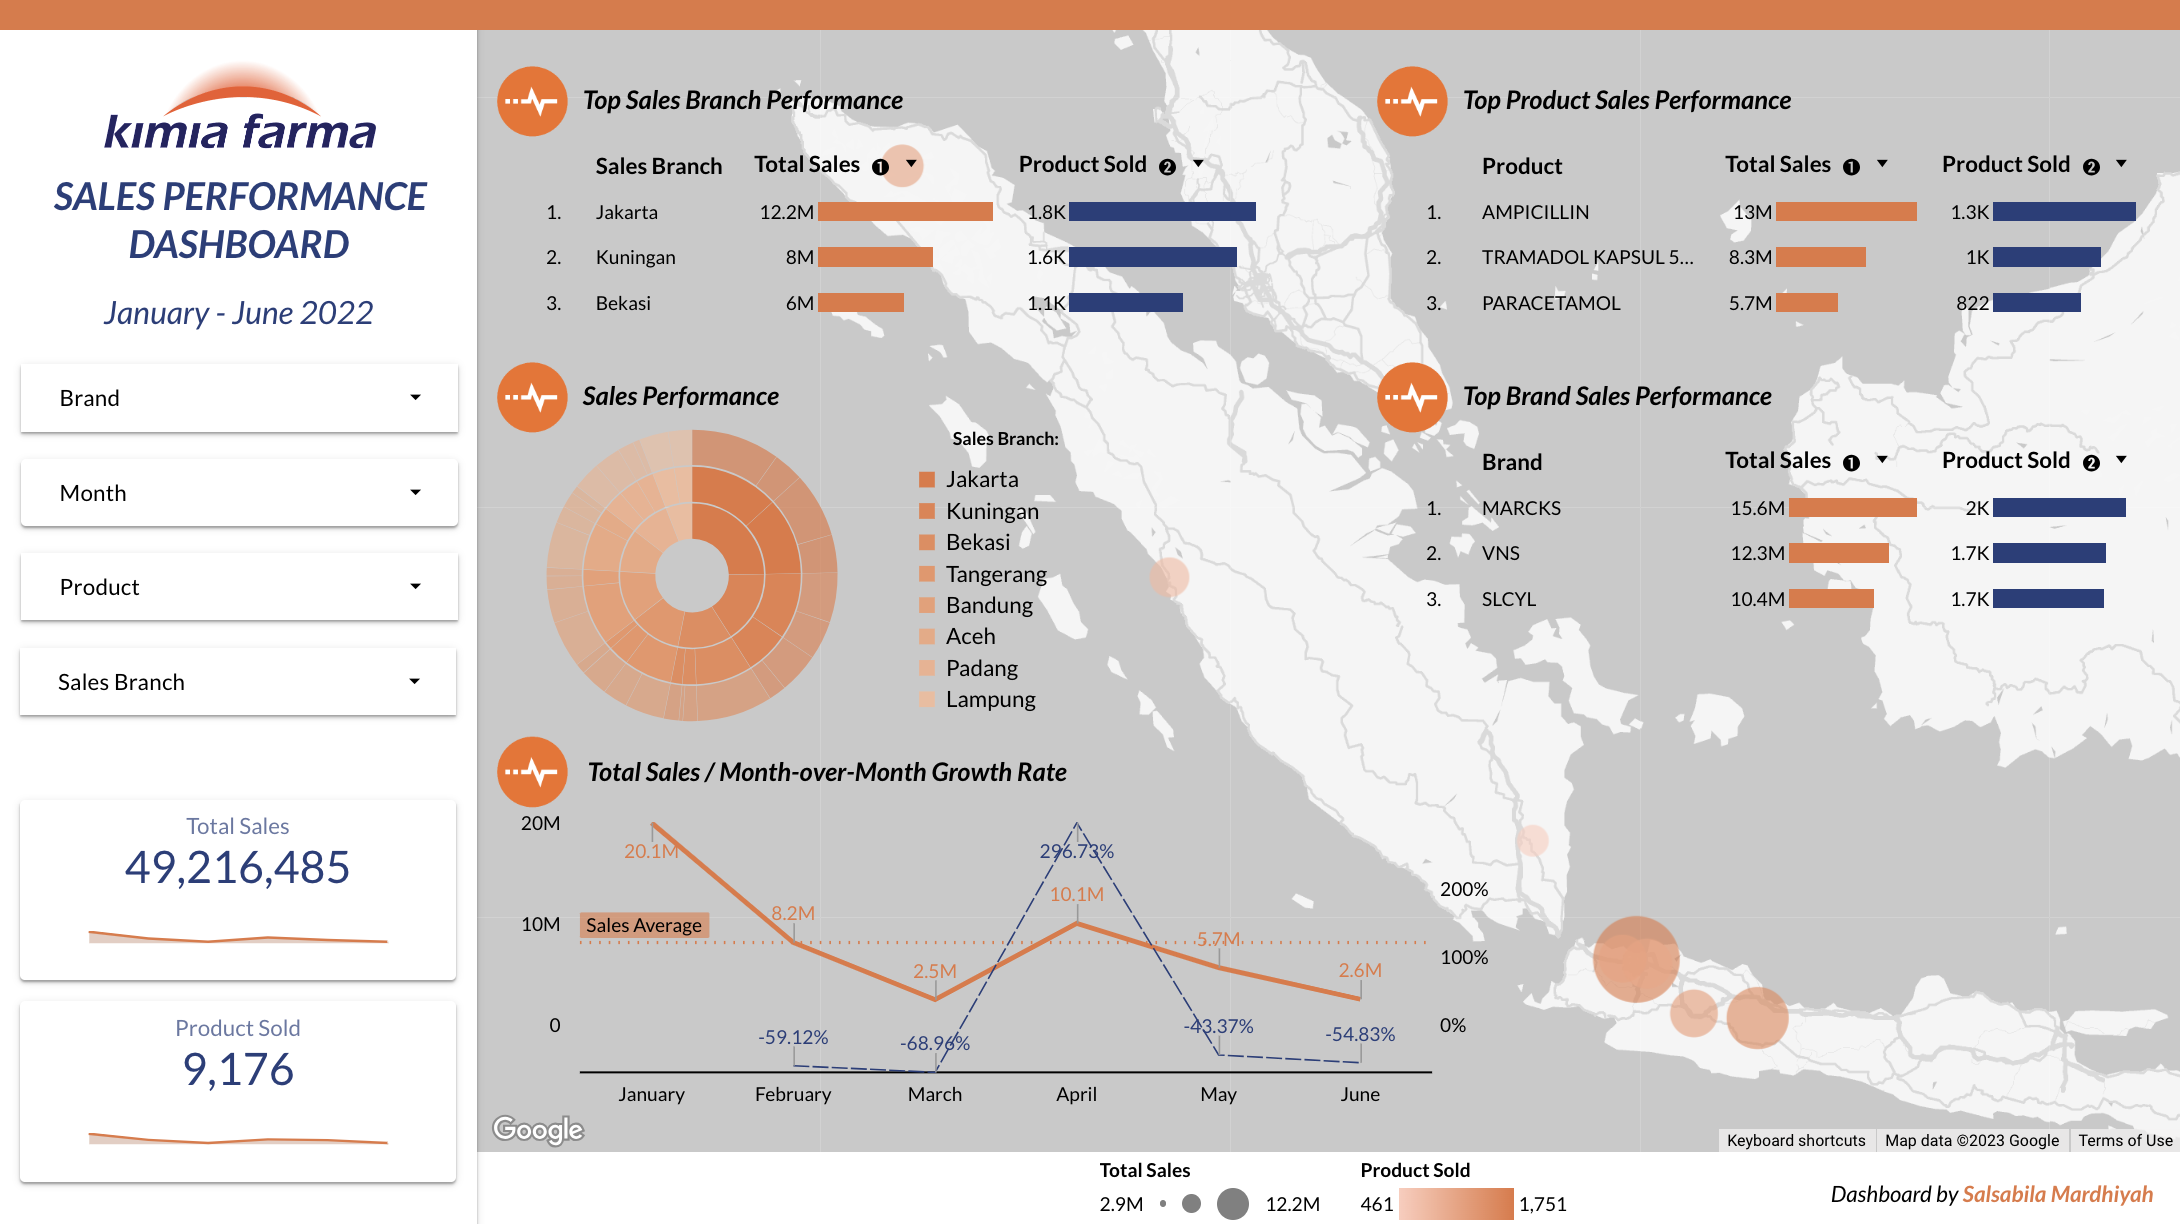 kimia farma
SALES PERFORMANCE
DASHBOARD
January - June 2022
Brand
Month
Product
Sales Branch
Total Sales
49,216,485
Product Sold
9,176
Top Sales Branch Performance
Sales Branch Total Sales 1 Product Sold 2
1. Jakarta 12.2M 1.8K
2. Kuningan 8M 1.6K
3. Bekasi 6M 1.1K
Top Product Sales Performance
Product Total Sales 1 Product Sold 2
1. AMPICILLIN 13M 1.3K
2. TRAMADOL KAPSUL 5... 8.3M 1K
3. PARACETAMOL 5.7M 822
Sales Performance
Sales Branch:
Jakarta
Kuningan
Bekasi
Tangerang
Bandung
Aceh
Padang
Lampung
Top Brand Sales Performance
Brand Total Sales 1 Product Sold 2
1. MARCKS 15.6M 2K
2. VNS 12.3M 1.7K
3. SLCYL 10.4M 1.7K
Total Sales / Month-over-Month Growth Rate
20M
10M
0
Sales Average
20.1M
8.2M
2.5M
10.1M
5.7M
2.6M
-59.12%
-68.96%
296.73%
-43.37%
-54.83%
200%
100%
0%
January February March April May June
Google
Keyboard shortcuts Map data ©2023 Google Terms of Use
Total Sales
2.9M 12.2M
Product Sold
461 1,751
Dashboard by Salsabila Mardhiyah